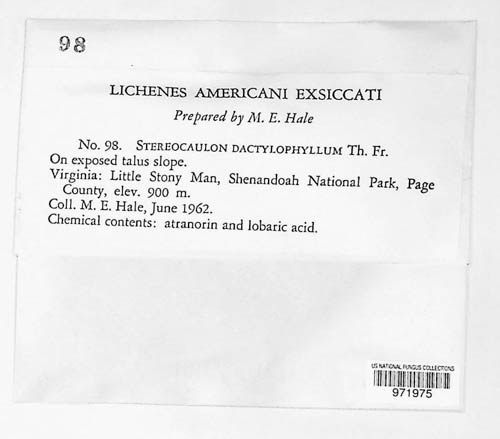 98
LICHENES AMERICANI EXSICCATI
Prepared by M. E. Hale
No. 98. STEREOCAULON DACTYLOPHYLLUM Th. Fr.
On exposed talus slope.
Virginia: Little Stony Man, Shenandoah National Park, Page
County, elev. 900 m.
Coll. M. E. Hale, June 1962.
Chemical contents: atranorin and lobaric acid.
US NATIONAL FUNGUS COLLECTIONS
971975